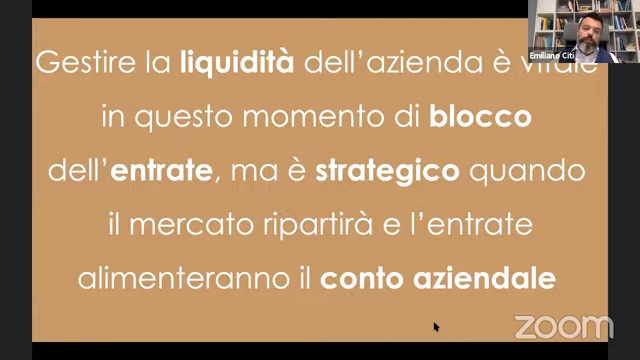 Emiliano Citi
Gestire la liquidità dell'azienda è vitale
in questo momento di blocco
dell'entrate, ma è strategico quando
il mercato ripartirà e l'entrate
alimenteranno il conto aziendale
zoom